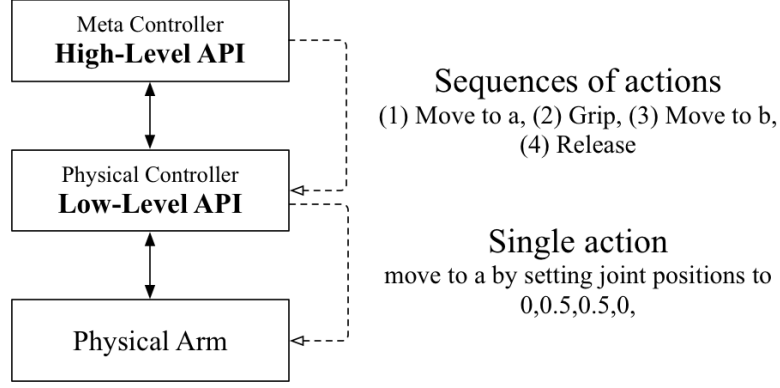 Meta Controller
High-Level API
Sequences of actions
(1) Move to a, (2) Grip, (3) Move to b,
(4) Release
Physical Controller
Low-Level API
Single action
move to a by setting joint positions to
0,0.5,0.5,0,
Physical Arm